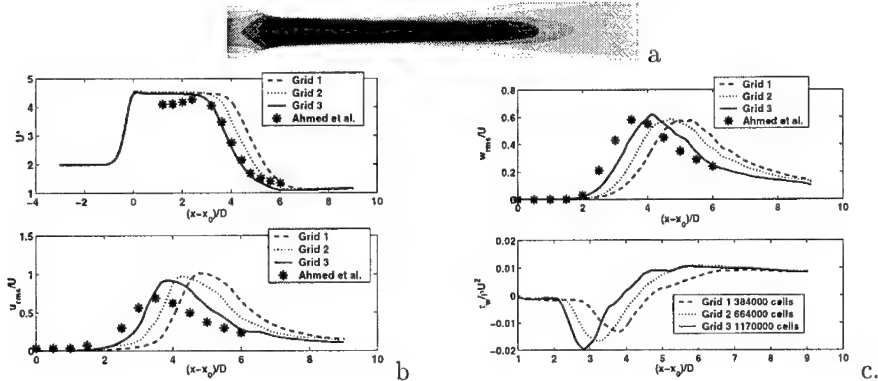 a
5
4
3
2
1
U*
-4
-2
0
2
4
6
8
10
(x-x0)/D
Grid 1
Grid 2
Grid 3
Ahmed et al.
0.8
0.6
0.4
0.2
0
wrms/U
0
2
4
6
8
10
(x-x0)/D
Grid 1
Grid 2
Grid 3
Ahmed et al.
1.5
1
0.5
0
urms/U
0
2
4
6
8
10
(x-x0)/D
Grid 1
Grid 2
Grid 3
Ahmed et al.
b
0.02
0.01
0
-0.01
-0.02
τw/ρU2
1
2
3
4
5
6
7
8
9
10
(x-x0)/D
Grid 1 384000 cells
Grid 2 664000 cells
Grid 3 1170000 cells
c.